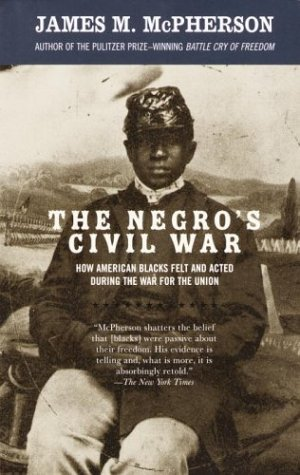 JAMES M. McPHERSON
AUTHOR OF THE PULITZER PRIZE–WINNING BATTLE CRY OF FREEDOM
THE NEGRO'S
CIVIL WAR
HOW AMERICAN BLACKS FELT AND ACTED
DURING THE WAR FOR THE UNION
"McPherson shatters the belief
that [blacks] were passive about
their freedom. His evidence is
telling and, what is more, it is
absorbingly retold."
—The New York Times